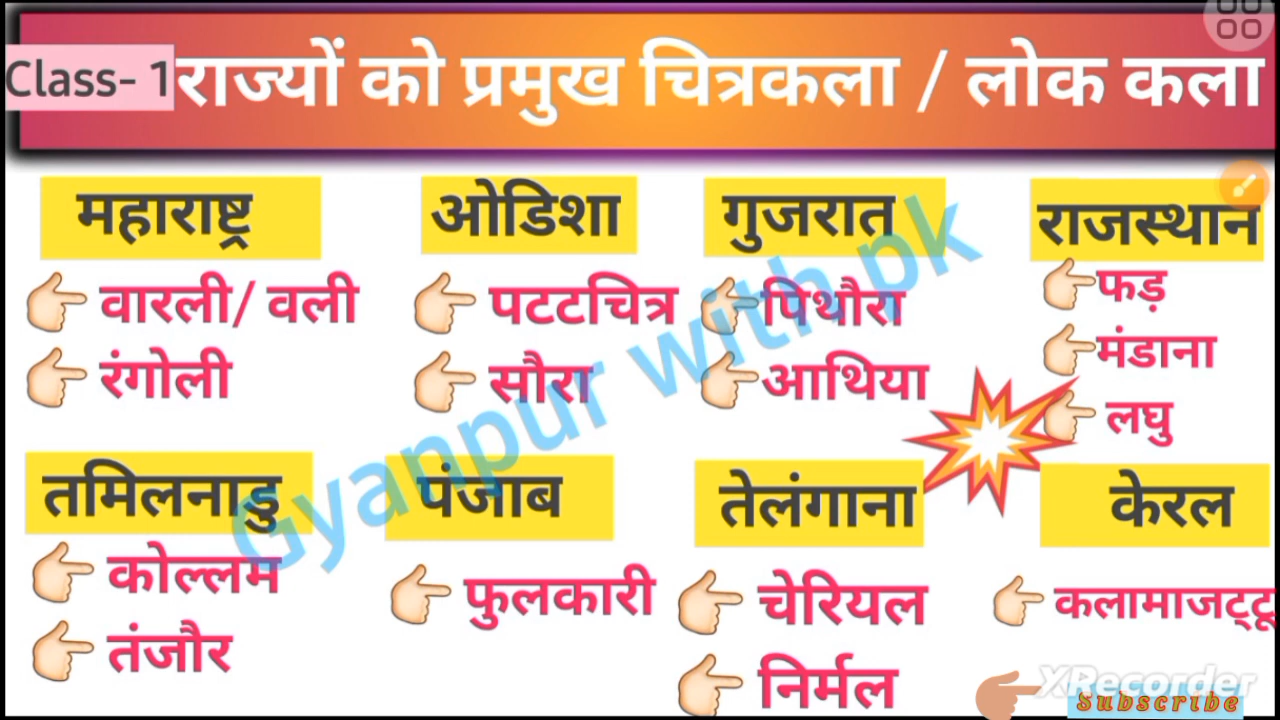 Class- 1 राज्यों को प्रमुख चित्रकला / लोक कला
महाराष्ट्र
वारली/ वली
रंगोली
ओडिशा
पटटचित्र
सौरा
गुजरात
पिथौरा
आथिया
राजस्थान
फड़
मंडाना
लघु
तमिलनाडु
कोल्लम
तंजौर
पंजाब
फुलकारी
तेलंगाना
चेरियल
निर्मल
केरल
कलामाजट्टू
Gyanpur with pk
XRecorder
Subscribe